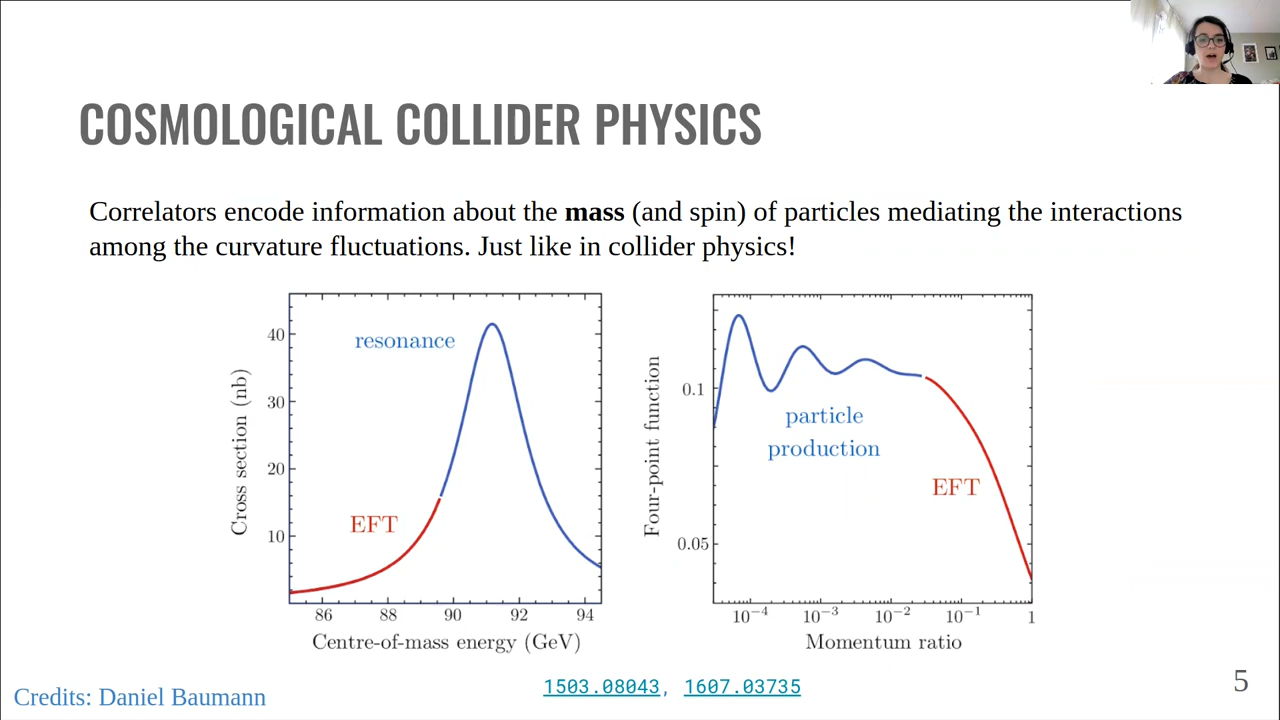 COSMOLOGICAL COLLIDER PHYSICS
Correlators encode information about the mass (and spin) of particles mediating the interactions
among the curvature fluctuations. Just like in collider physics!
40
30
20
10
Cross section (nb)
resonance
EFT
86 88 90 92 94
Centre-of-mass energy (GeV)
0.1
0.05
Four-point function
particle
production
EFT
10⁻⁴ 10⁻³ 10⁻² 10⁻¹ 1
Momentum ratio
1503.08043, 1607.03735
Credits: Daniel Baumann
5